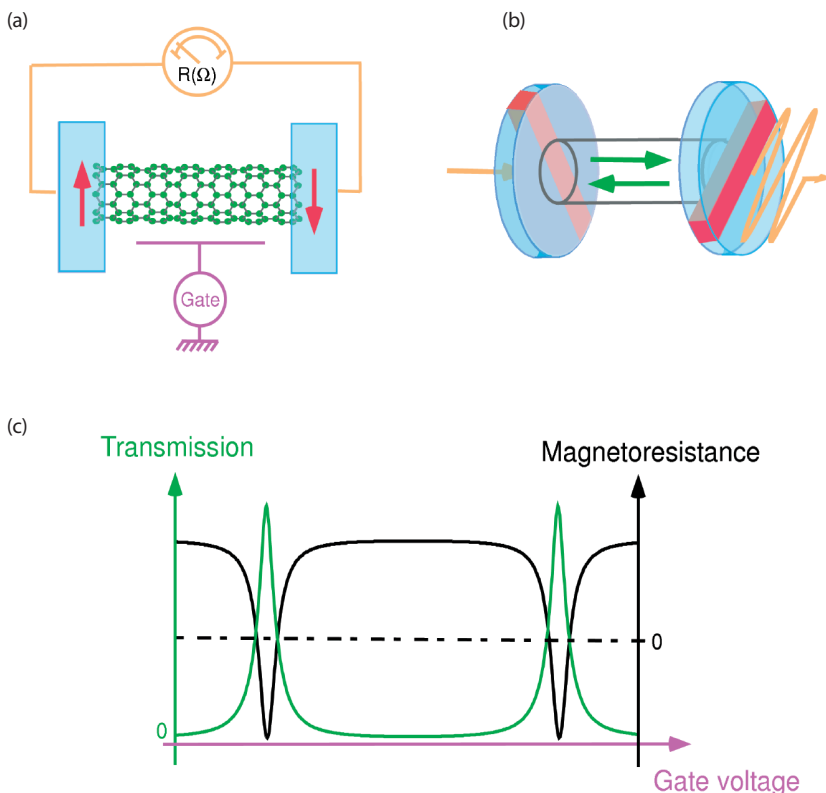 (a)
(b)
R(Ω)
Gate
(c)
Transmission
Magnetoresistance
0
0
Gate voltage